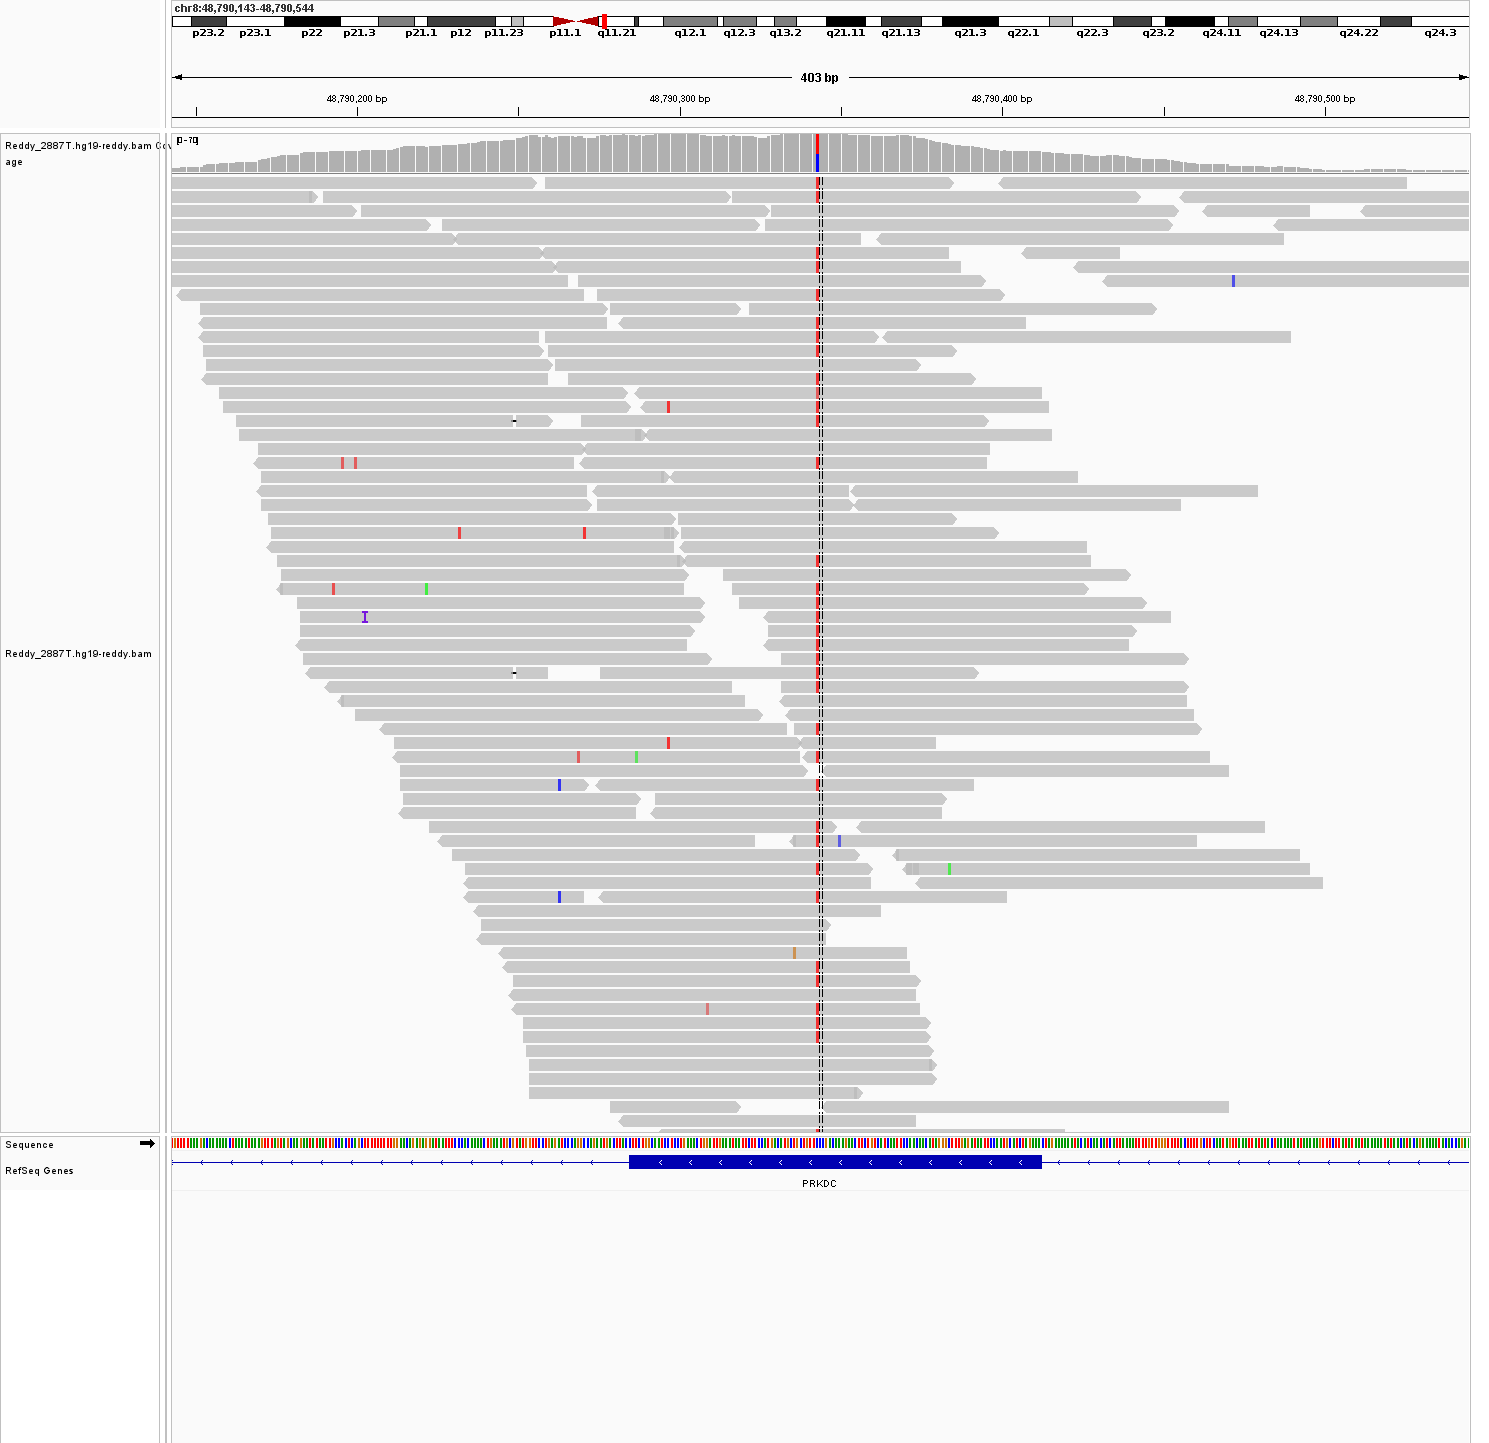 chr8:48,790,143-48,790,544
p23.2 p23.1 p22 p21.3 p21.1 p12 p11.23 p11.1 q11.21 q12.1 q12.3 q13.2 q21.11 q21.13 q21.3 q22.1 q22.3 q23.2 q24.11 q24.13 q24.22 q24.3
403 bp
48,790,200 bp 48,790,300 bp 48,790,400 bp 48,790,500 bp
Reddy_2887T.hg19-reddy.bam Cov
age
[0 - 70]
Reddy_2887T.hg19-reddy.bam
Sequence
RefSeq Genes
PRKDC